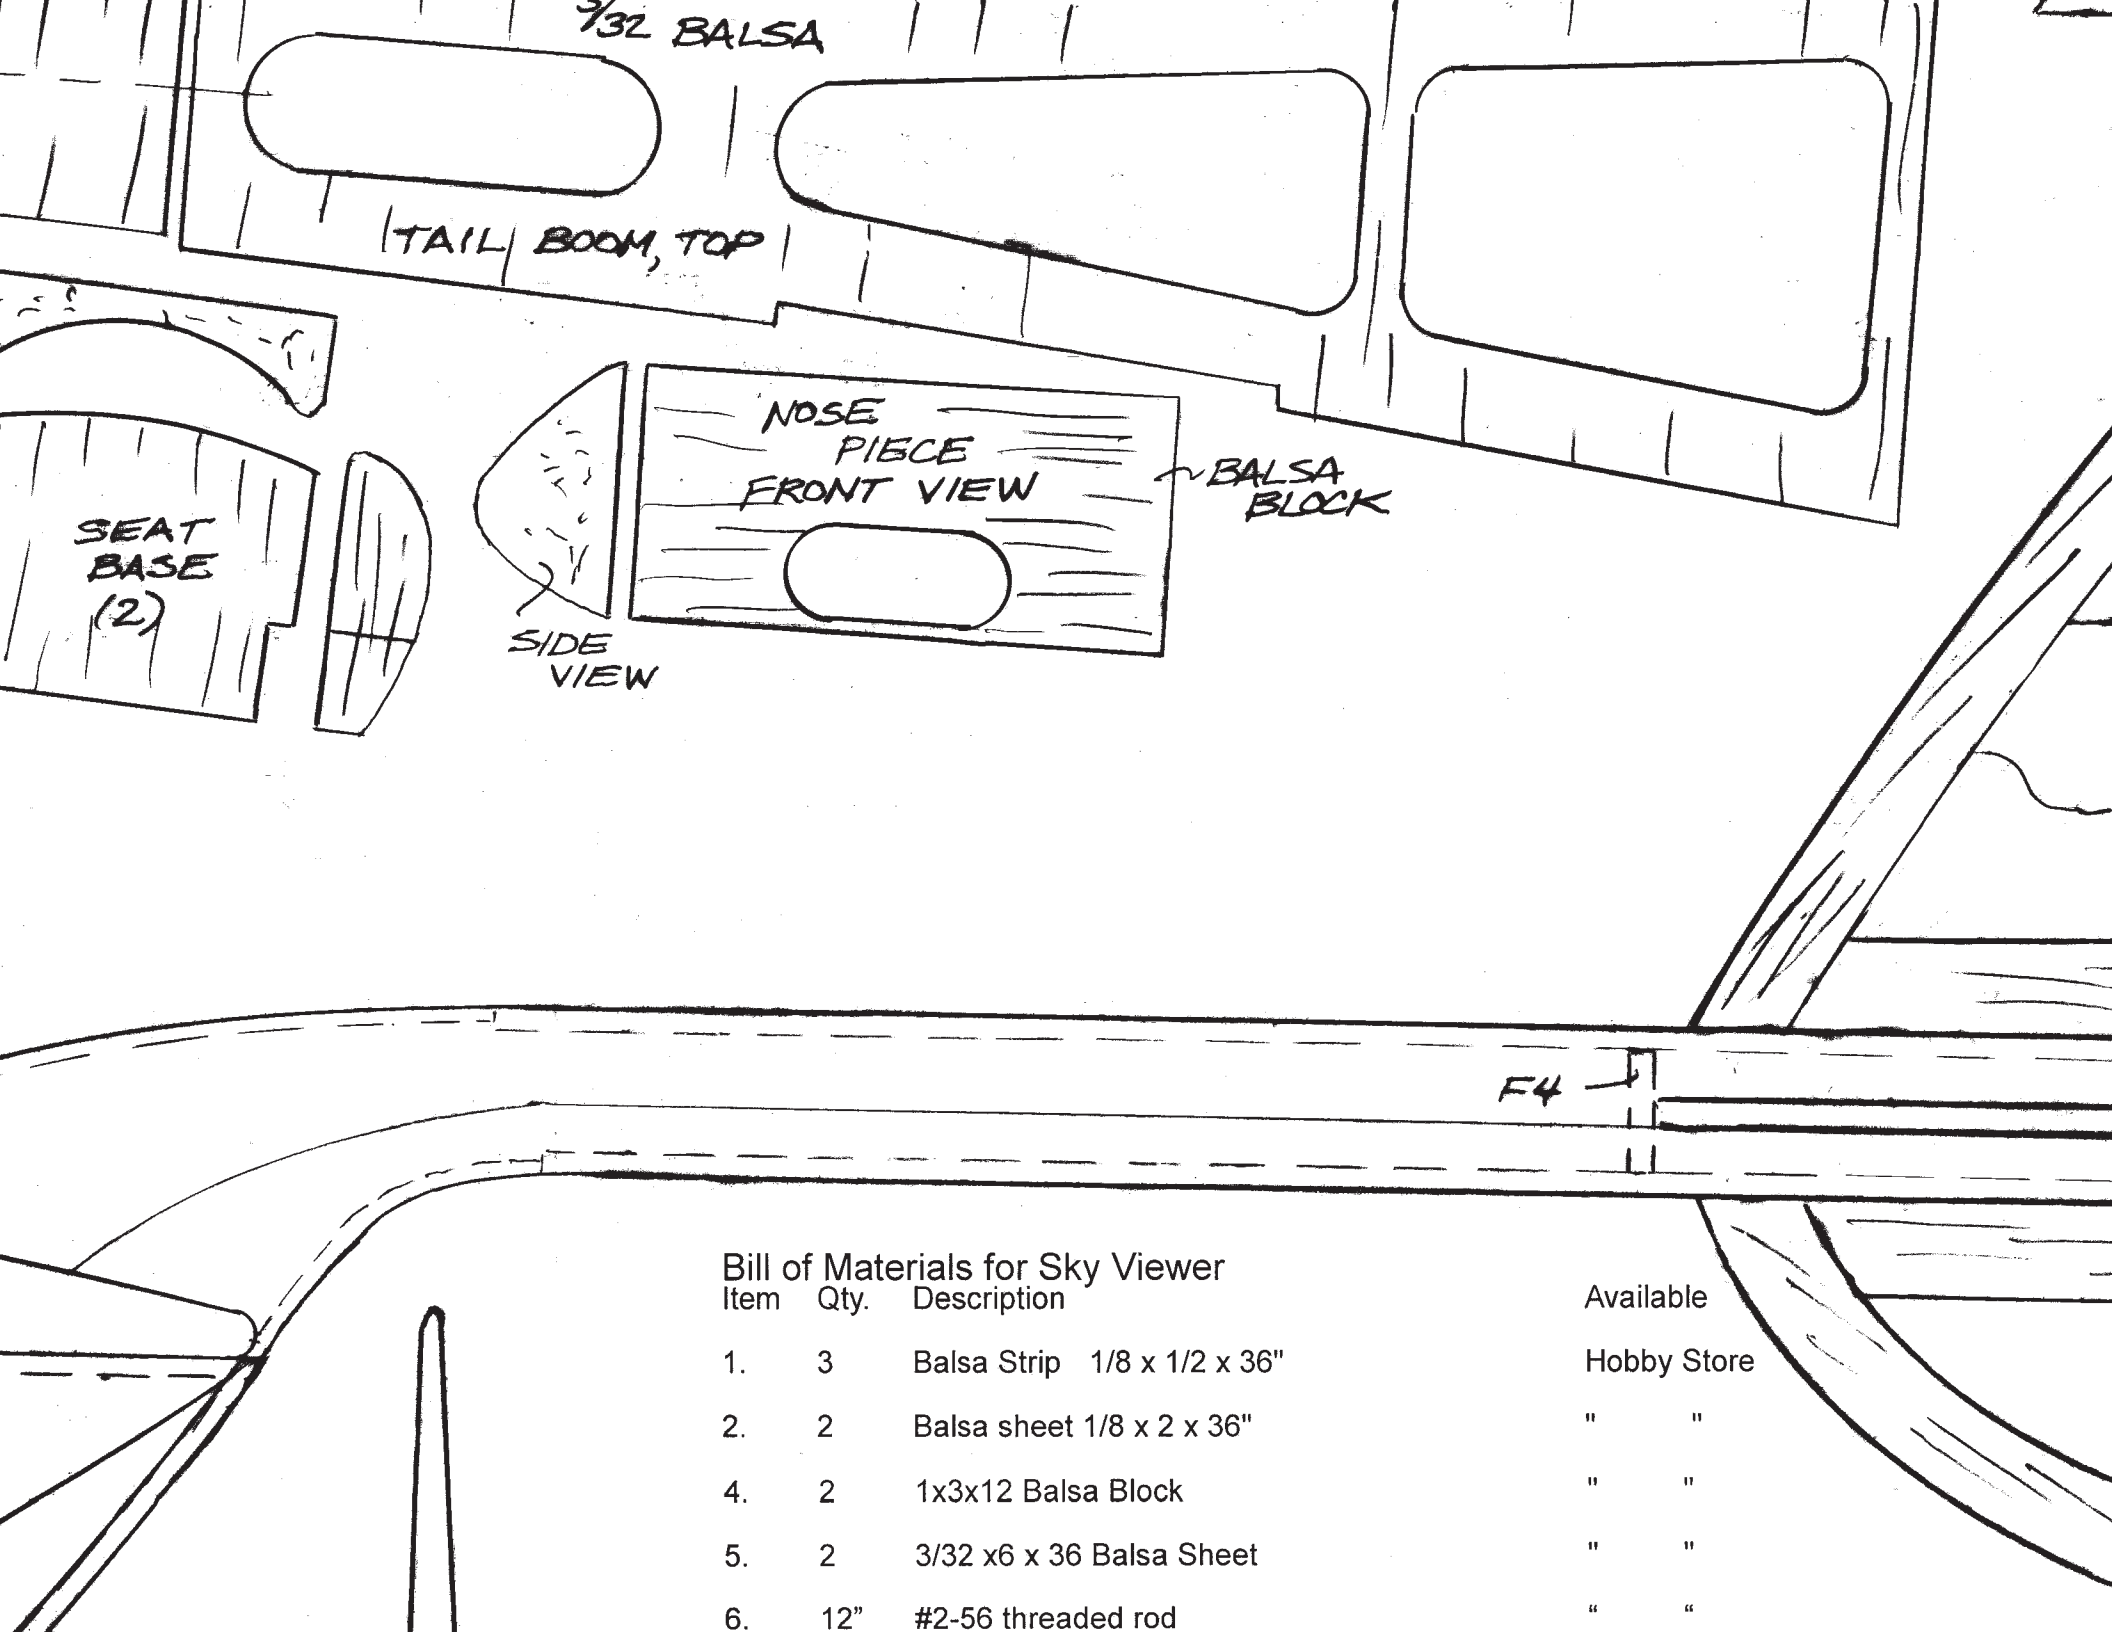 3/32 BALSA
TAIL BOOM, TOP
NOSE
PIECE
FRONT VIEW
BALSA
BLOCK
SEAT
BASE
(2)
SIDE
VIEW
F4
Bill of Materials for Sky Viewer
Item Qty. Description Available
1. 3 Balsa Strip 1/8 x 1/2 x 36" Hobby Store
2. 2 Balsa sheet 1/8 x 2 x 36" " "
4. 2 1x3x12 Balsa Block " "
5. 2 3/32 x6 x 36 Balsa Sheet " "
6. 12” #2-56 threaded rod “ “